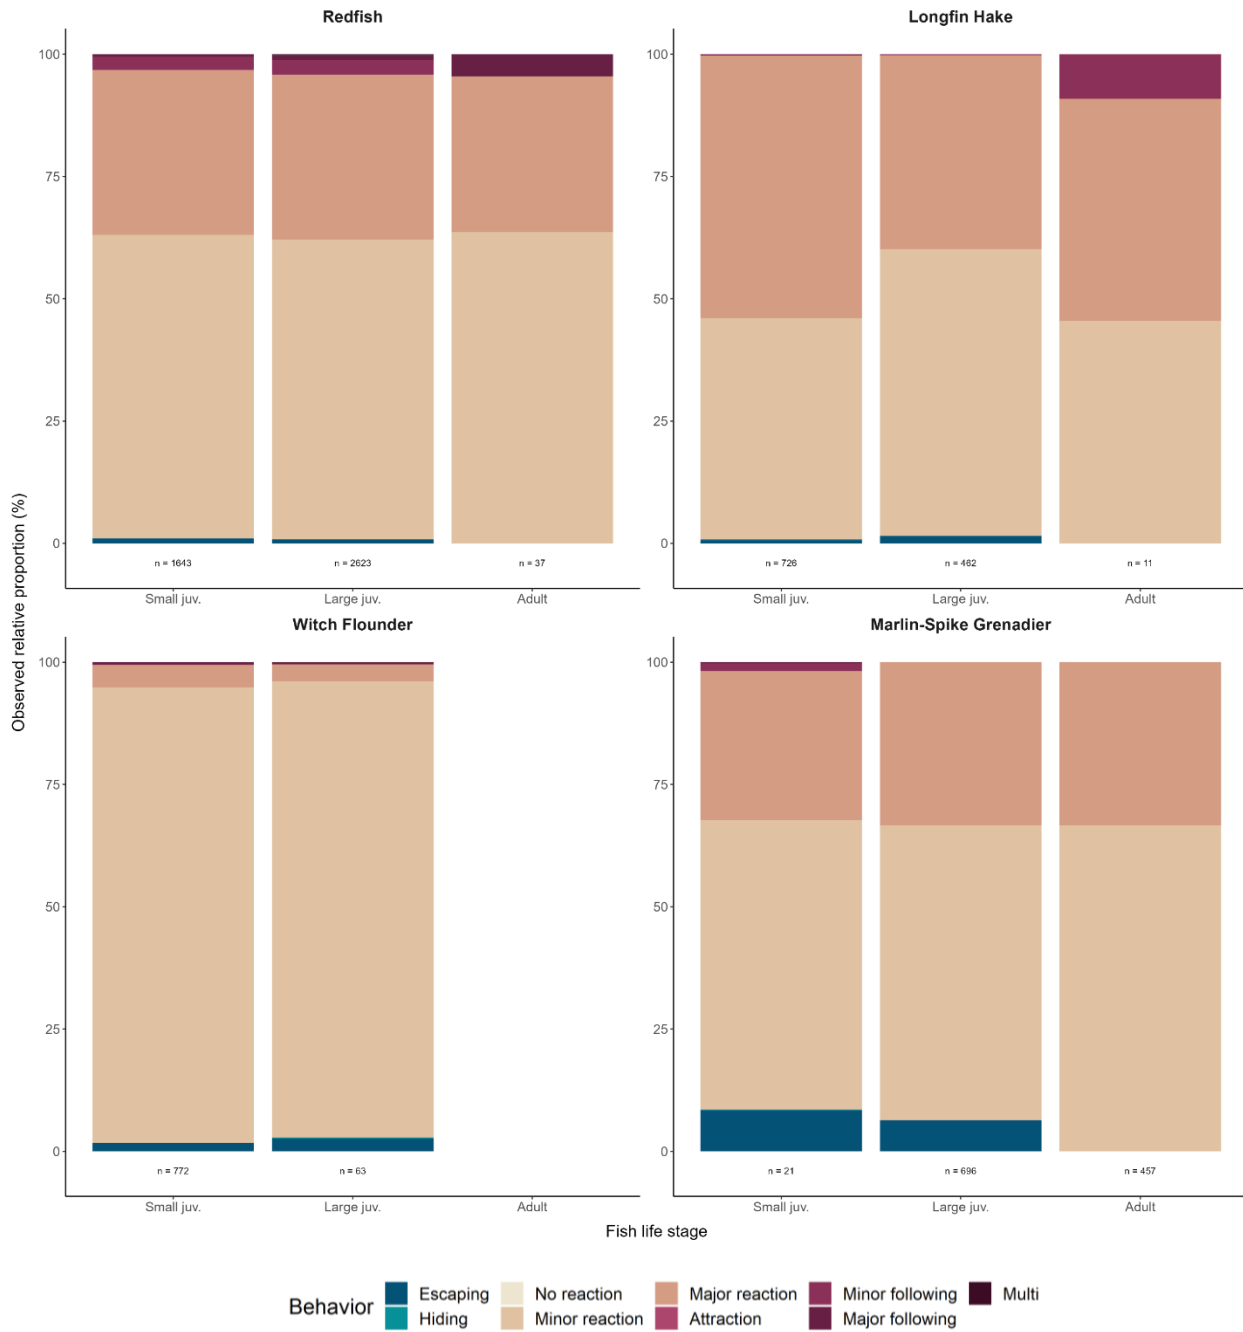 Redfish
Longfin Hake
100
75
50
25
0
n = 1643
n = 2623
n = 37
Small juv.
Large juv.
Adult
100
75
50
25
0
n = 726
n = 462
n = 11
Small juv.
Large juv.
Adult
Observed relative proportion (%)
Witch Flounder
Marlin-Spike Grenadier
100
75
50
25
0
n = 772
n = 63
Small juv.
Large juv.
Adult
100
75
50
25
0
n = 21
n = 696
n = 457
Small juv.
Large juv.
Adult
Fish life stage
Behavior
Escaping
No reaction
Major reaction
Minor following
Multi
Hiding
Minor reaction
Attraction
Major following